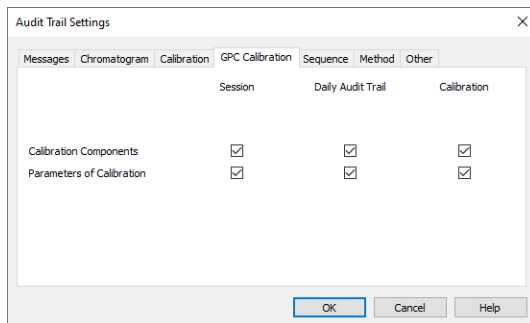 Audit Trail Settings
Messages Chromatogram Calibration GPC Calibration Sequence Method Other
Session Daily Audit Trail Calibration
Calibration Components
Parameters of Calibration
OK Cancel Help